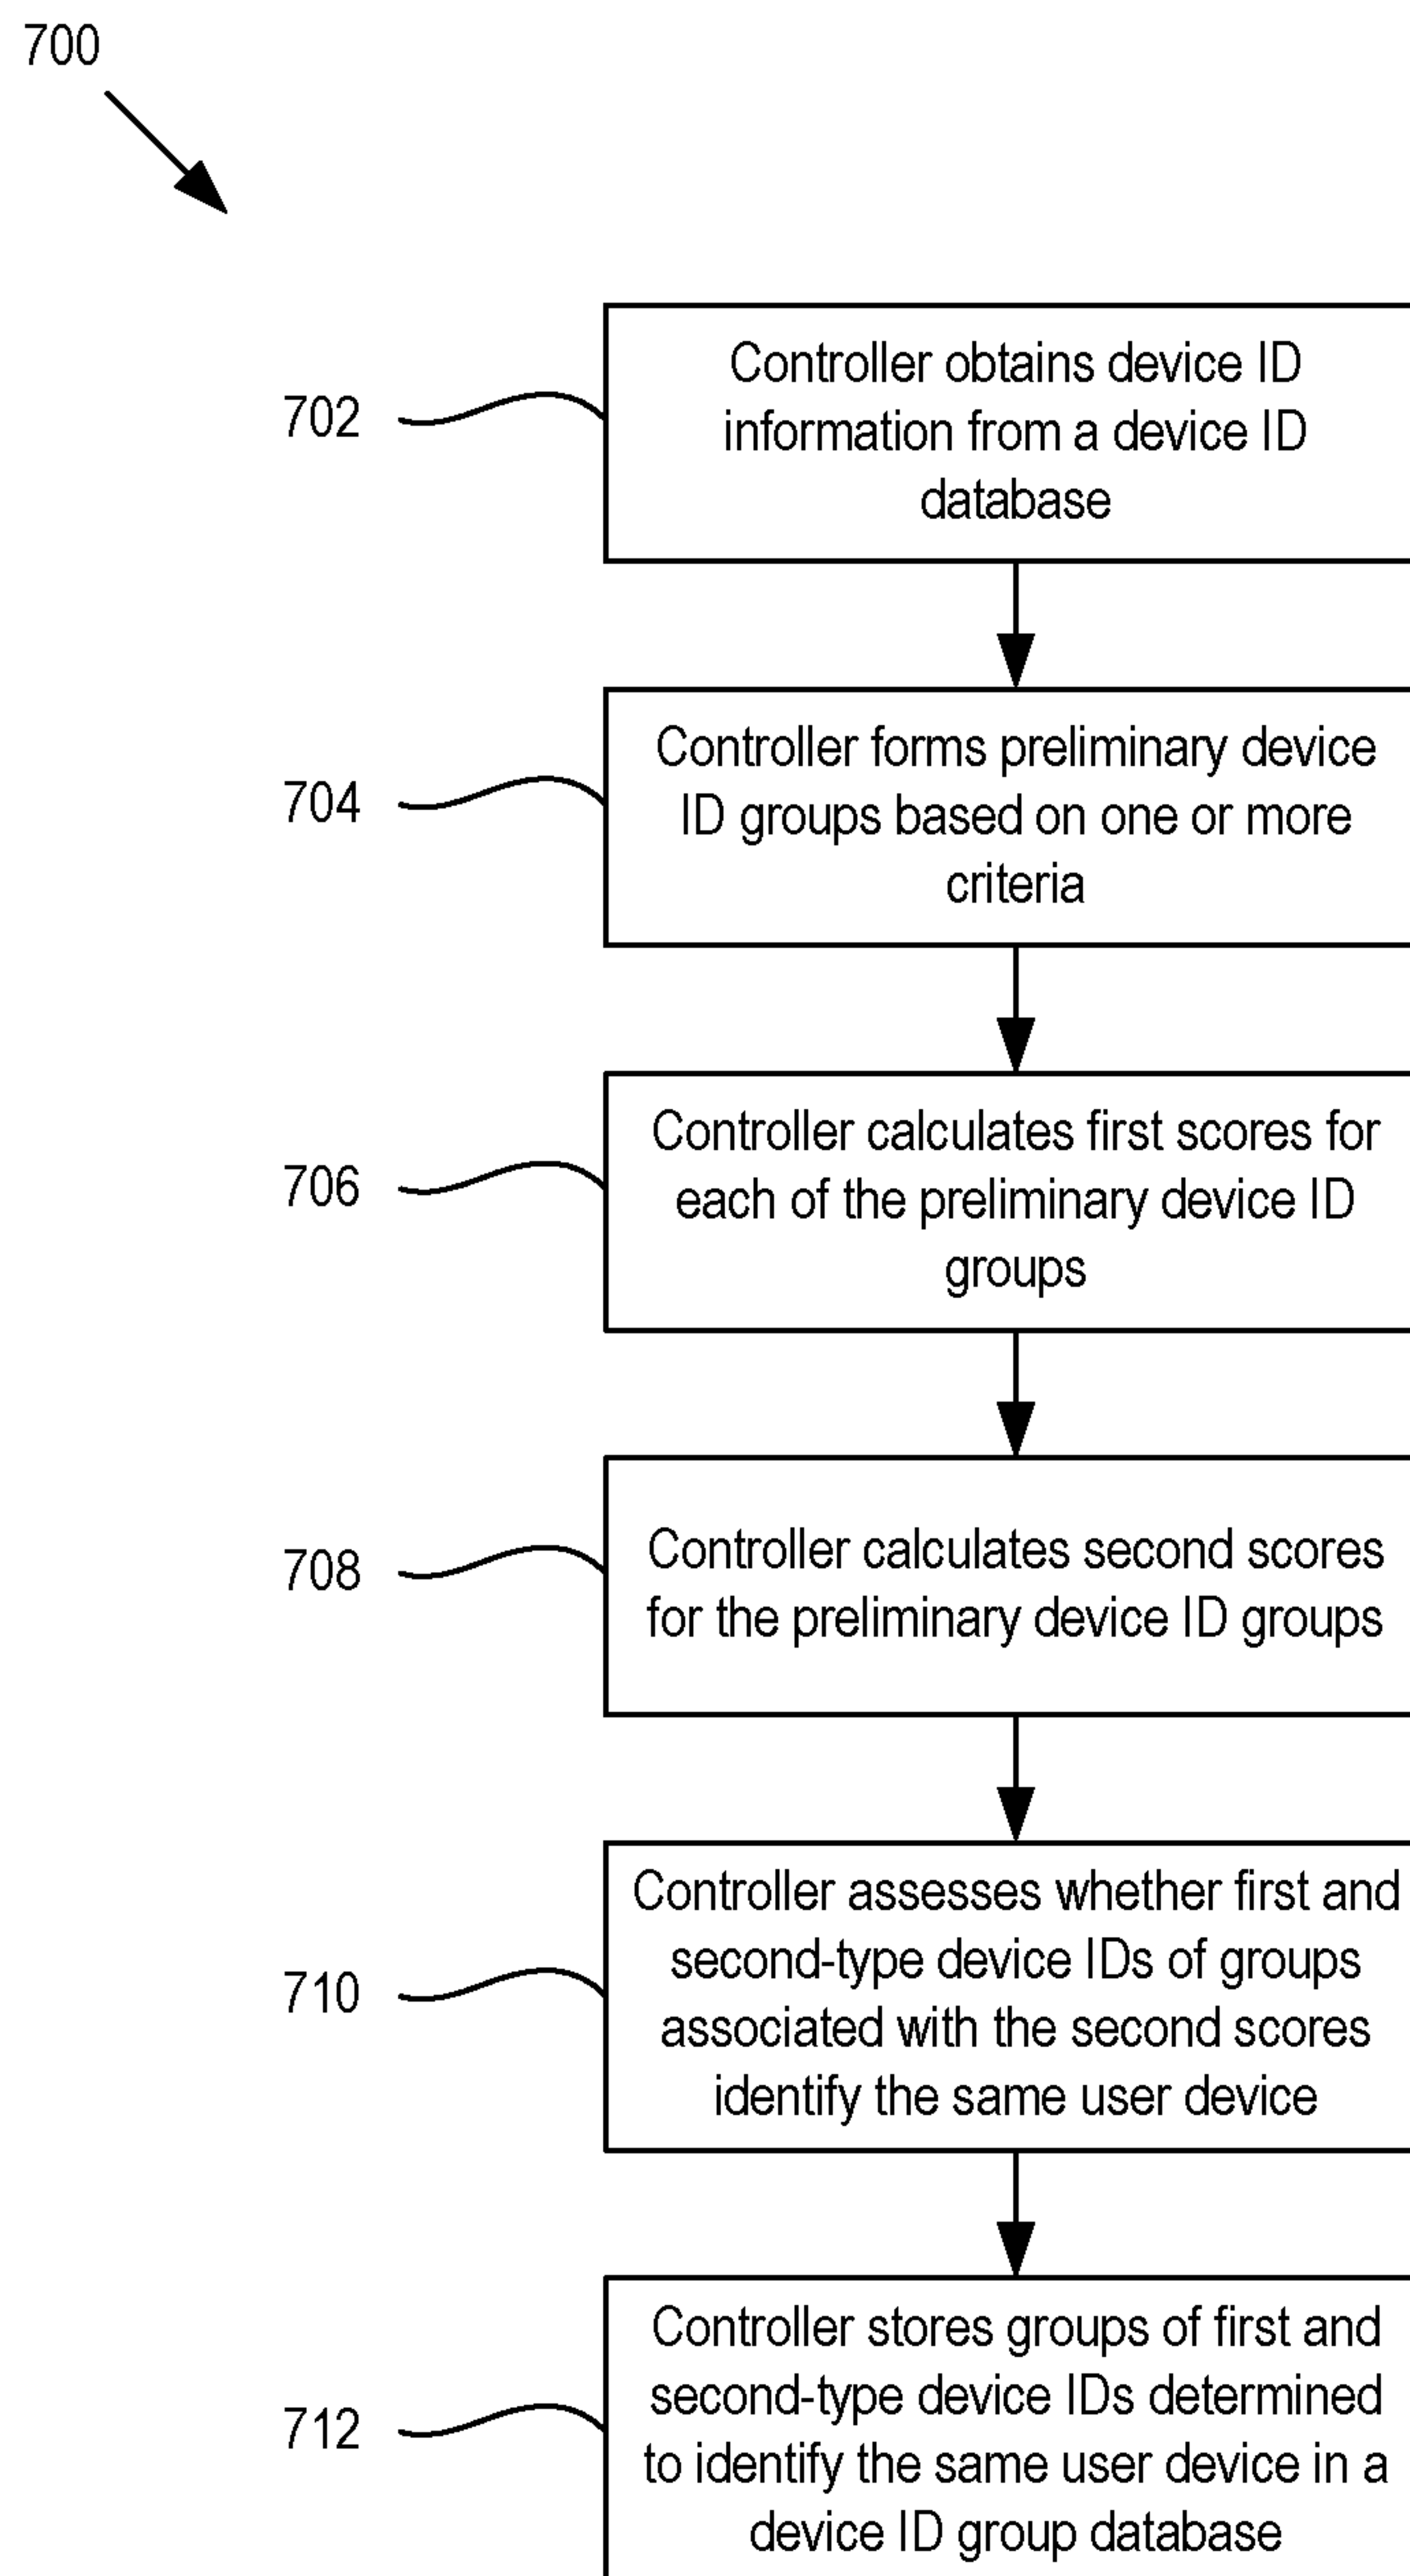 700
702
Controller obtains device ID
information from a device ID
database
704
Controller forms preliminary device
ID groups based on one or more
criteria
706
Controller calculates first scores for
each of the preliminary device ID
groups
708
Controller calculates second scores
for the preliminary device ID groups
710
Controller assesses whether first and
second-type device IDs of groups
associated with the second scores
identify the same user device
712
Controller stores groups of first and
second-type device IDs determined
to identify the same user device in a
device ID group database